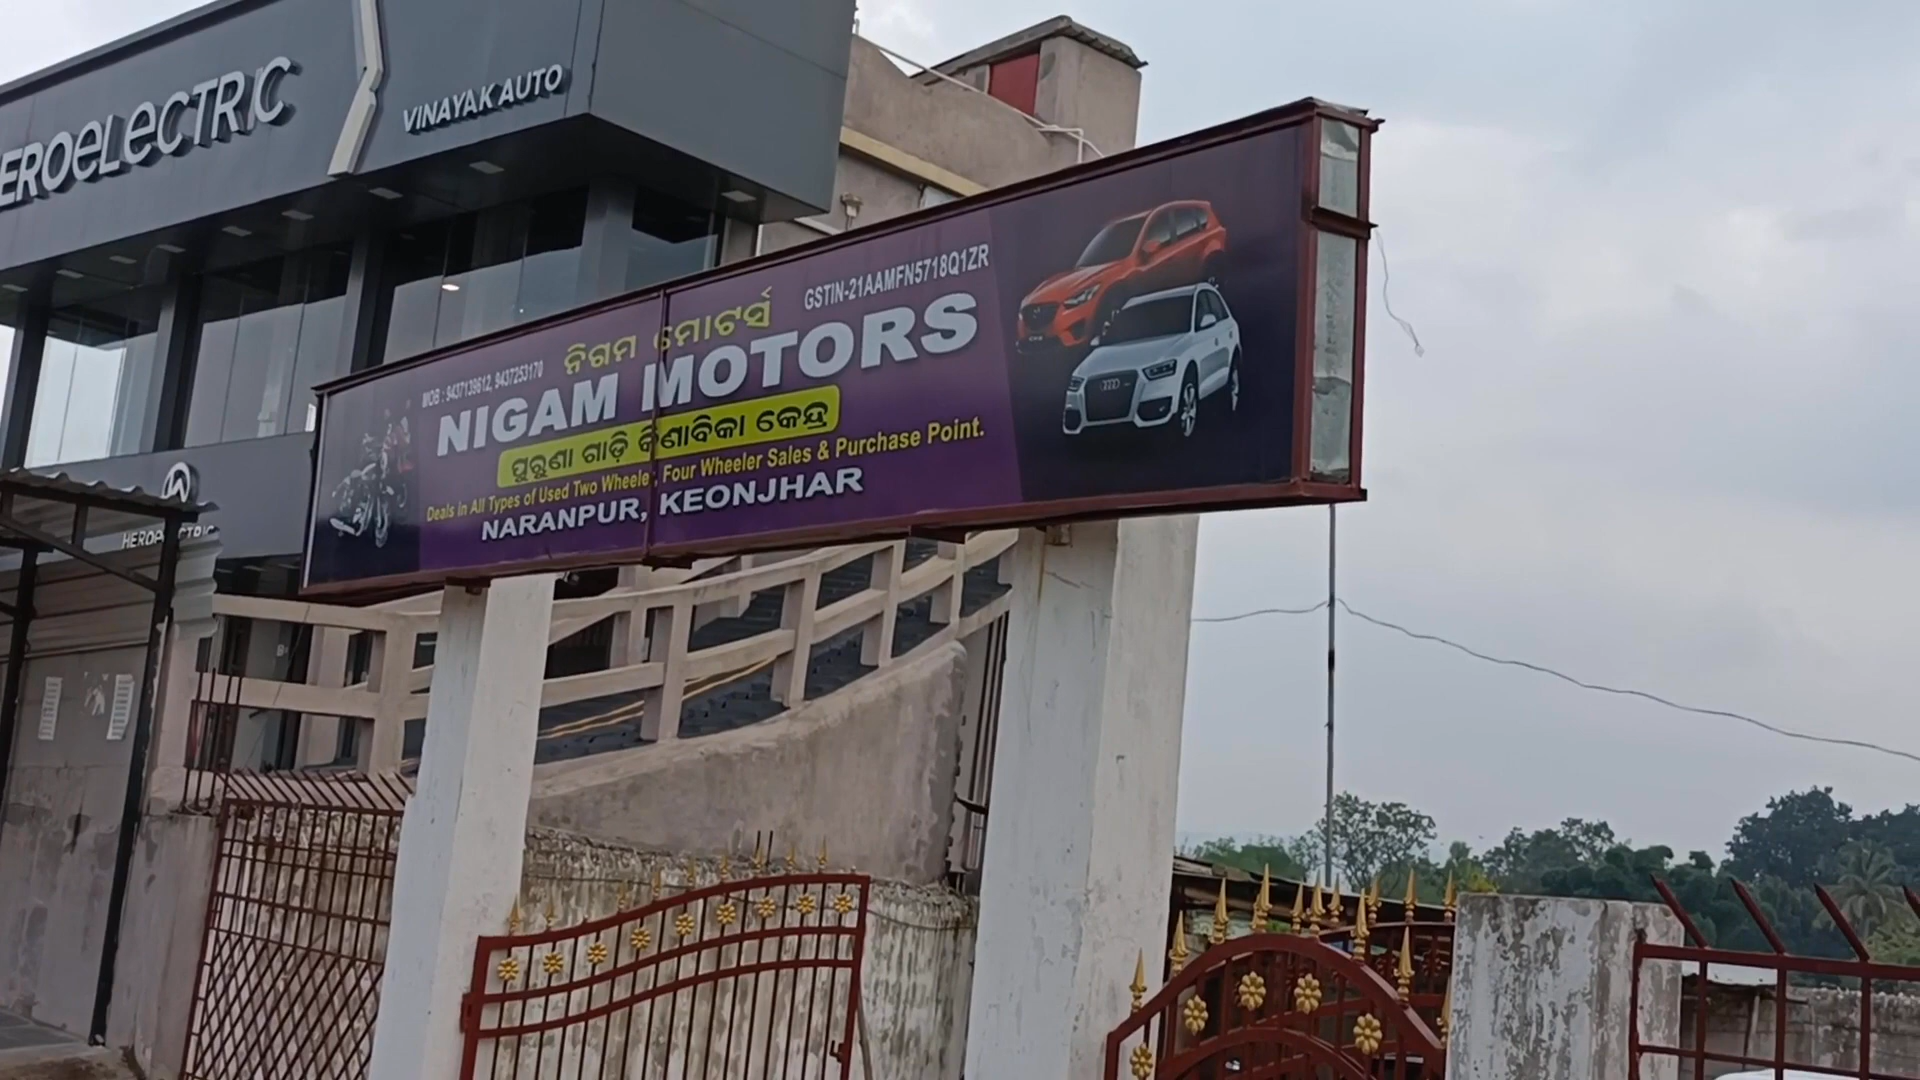 EROELECTRIC
VINAYAK AUTO
MOB : 9437139612, 9437253170
GSTIN-21AAMFN5718Q1ZR
ନିଗମ ମୋଟର୍ସ
NIGAM MOTORS
ପୁରୁଣା ଗାଡ଼ି କିଣାବିକା କେନ୍ଦ୍ର
Deals in All Types of Used Two Wheeler, Four Wheeler Sales & Purchase Point.
NARANPUR, KEONJHAR